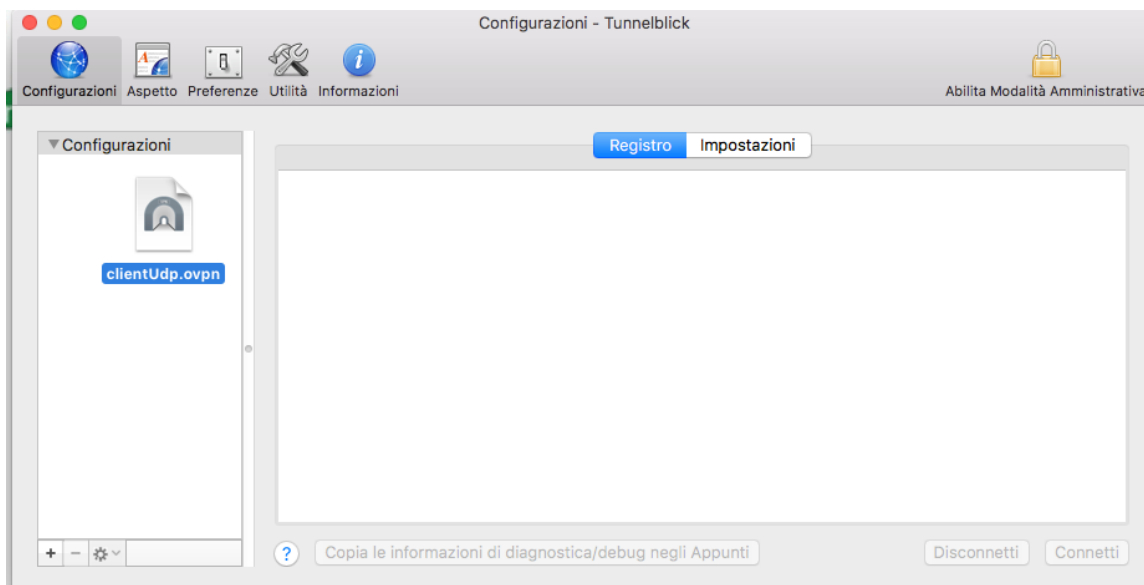 Configurazioni - Tunnelblick
Configurazioni Aspetto Preferenze Utilità Informazioni
Abilita Modalità Amministrativa
Configurazioni
Registro Impostazioni
clientUdp.ovpn
+ −
? Copia le informazioni di diagnostica/debug negli Appunti
Disconnetti Connetti